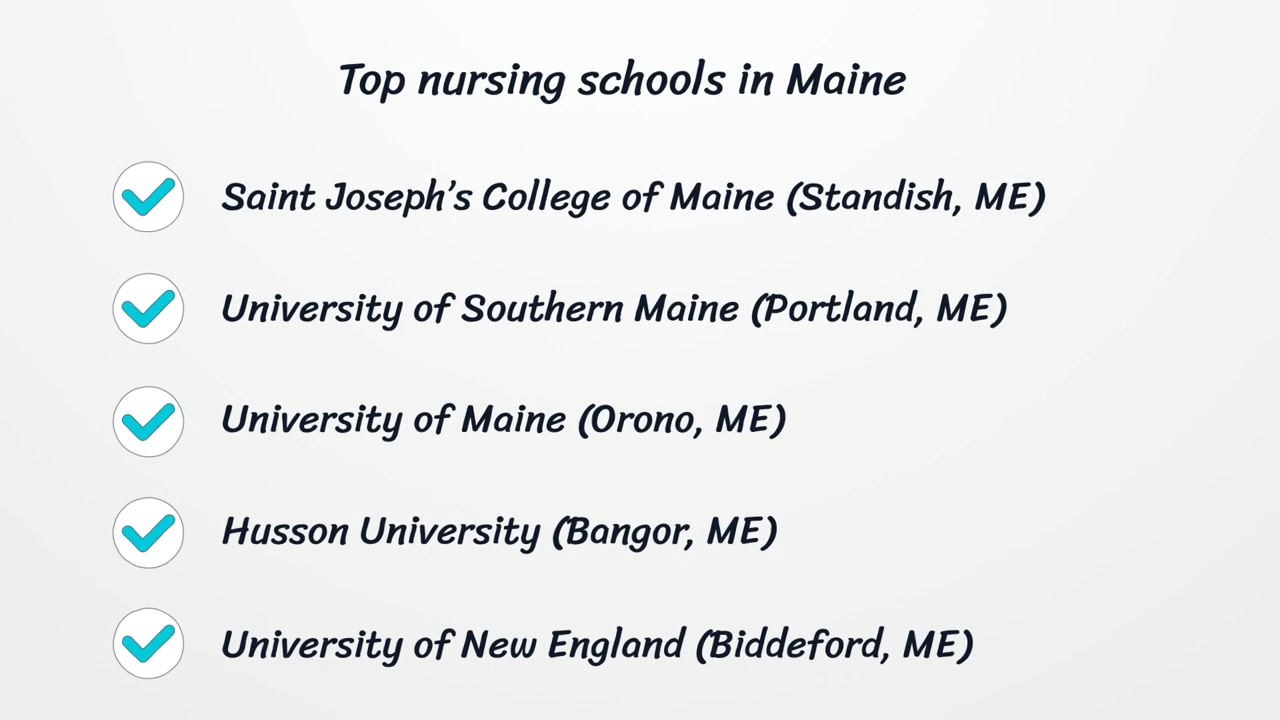 Top nursing schools in Maine
Saint Joseph’s College of Maine (Standish, ME)
University of Southern Maine (Portland, ME)
University of Maine (Orono, ME)
Husson University (Bangor, ME)
University of New England (Biddeford, ME)